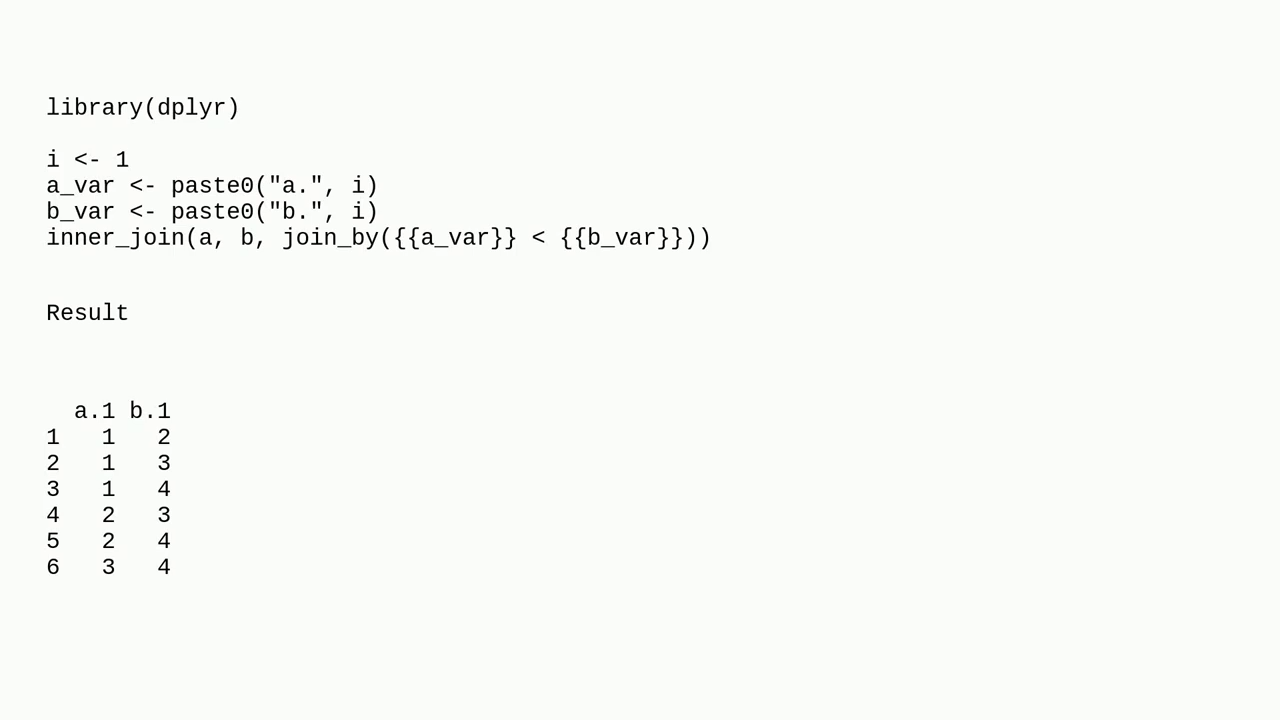 library(dplyr)

i <- 1
a_var <- paste0("a.", i)
b_var <- paste0("b.", i)
inner_join(a, b, join_by({{a_var}} < {{b_var}}))

Result

  a.1 b.1
1   1   2
2   1   3
3   1   4
4   2   3
5   2   4
6   3   4